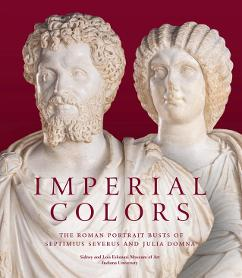 IMPERIAL
COLORS
THE ROMAN PORTRAIT BUSTS OF
SEPTIMIUS SEVERUS AND JULIA DOMNA
Sidney and Lois Eskenazi Museum of Art
Indiana University